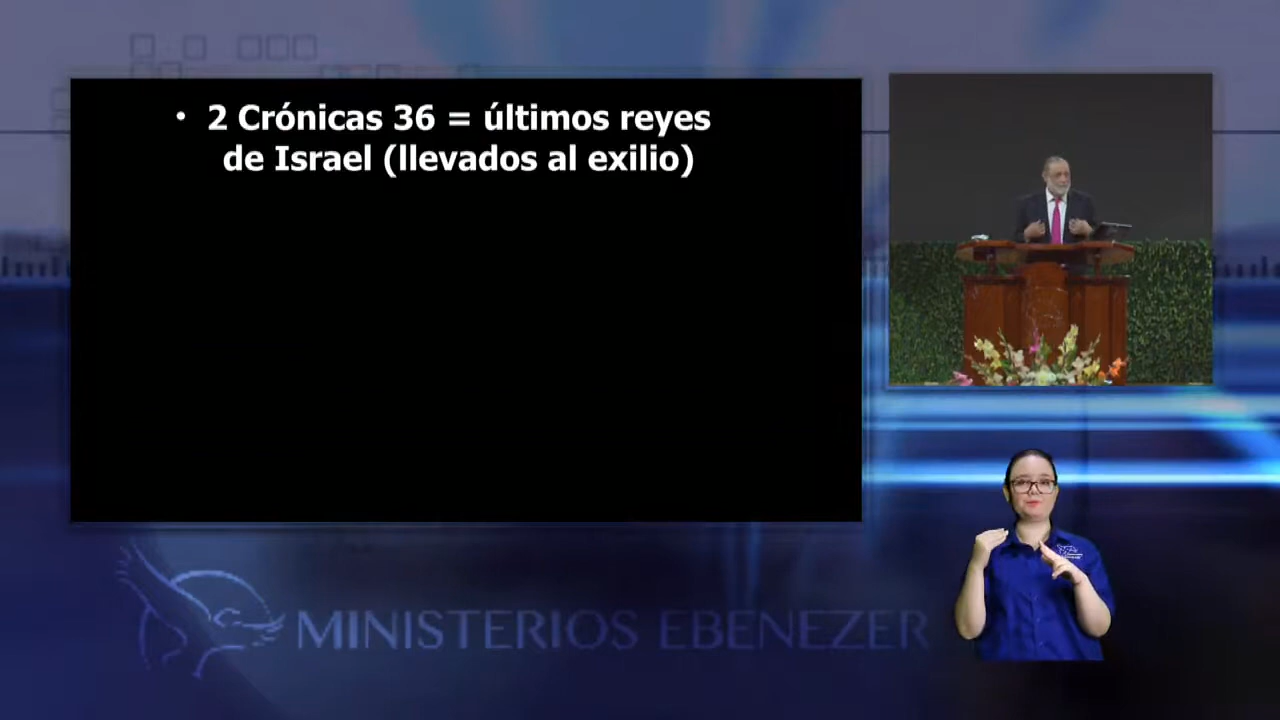 • 2 Crónicas 36 = últimos reyes
de Israel (llevados al exilio)
MINISTERIOS EBENEZER